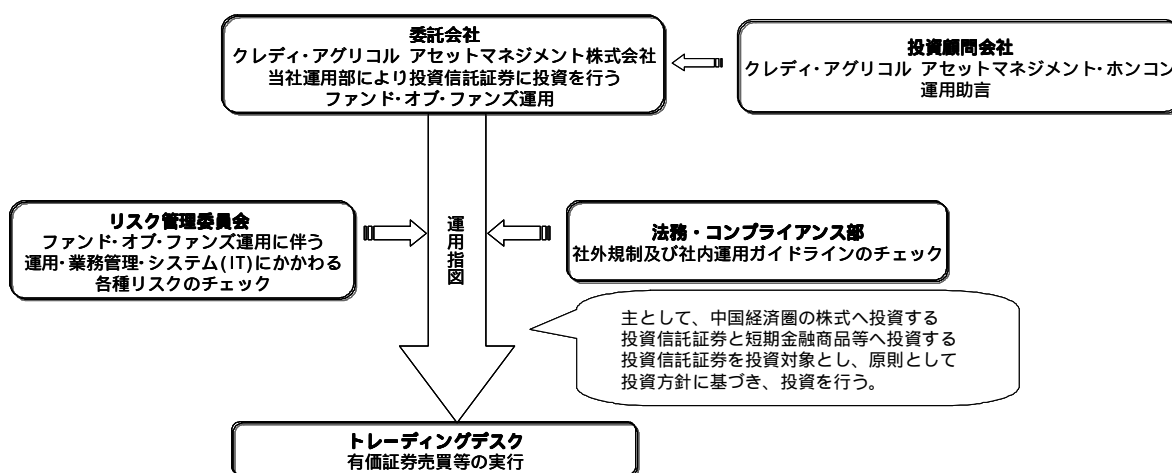 委託会社
クレディ・アグリコル アセットマネジメント株式会社
当社運用部により投資信託証券に投資を行う
ファンド・オブ・ファンズ運用
投資顧問会社
クレディ・アグリコル アセットマネジメント・ホンコン
運用助言
リスク管理委員会
ファンド・オブ・ファンズ運用に伴う
運用・業務管理・システム(IT)にかかわる
各種リスクのチェック
運用指図
法務・コンプライアンス部
社外規制及び社内運用ガイドラインのチェック
主として、中国経済圏の株式へ投資する
投資信託証券と短期金融商品等へ投資する
投資信託証券を投資対象とし、原則として
投資方針に基づき、投資を行う。
トレーディングデスク
有価証券売買等の実行